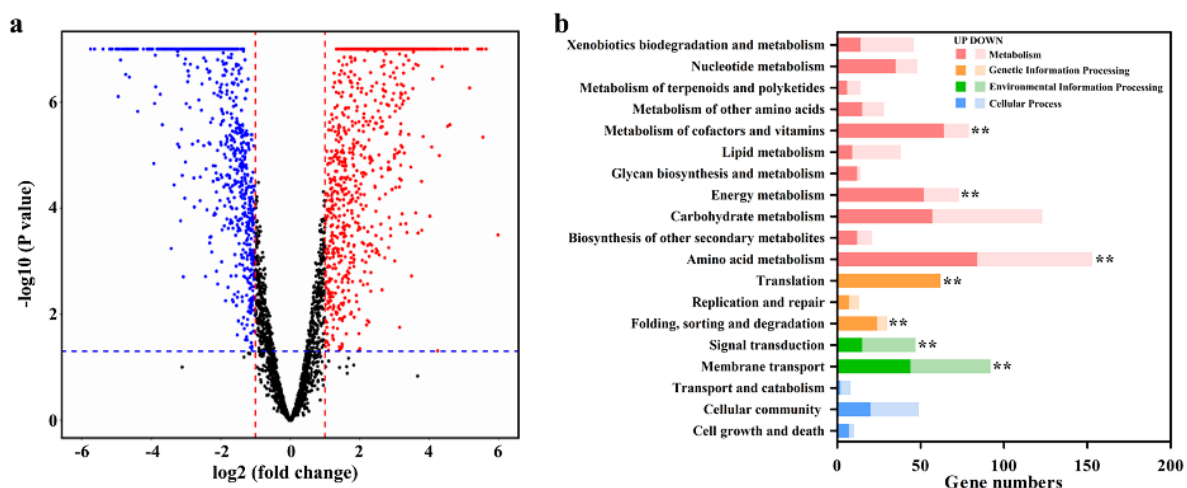 a
-log10 (P value)
6
4
2
0
-6 -4 -2 0 2 4 6
log2 (fold change)
b
Xenobiotics biodegradation and metabolism
Nucleotide metabolism
Metabolism of terpenoids and polyketides
Metabolism of other amino acids
Metabolism of cofactors and vitamins **
Lipid metabolism
Glycan biosynthesis and metabolism
Energy metabolism **
Carbohydrate metabolism
Biosynthesis of other secondary metabolites
Amino acid metabolism **
Translation **
Replication and repair
Folding, sorting and degradation **
Signal transduction **
Membrane transport **
Transport and catabolism
Cellular community
Cell growth and death
UP DOWN
Metabolism
Genetic Information Processing
Environmental Information Processing
Cellular Process
0 50 100 150 200
Gene numbers